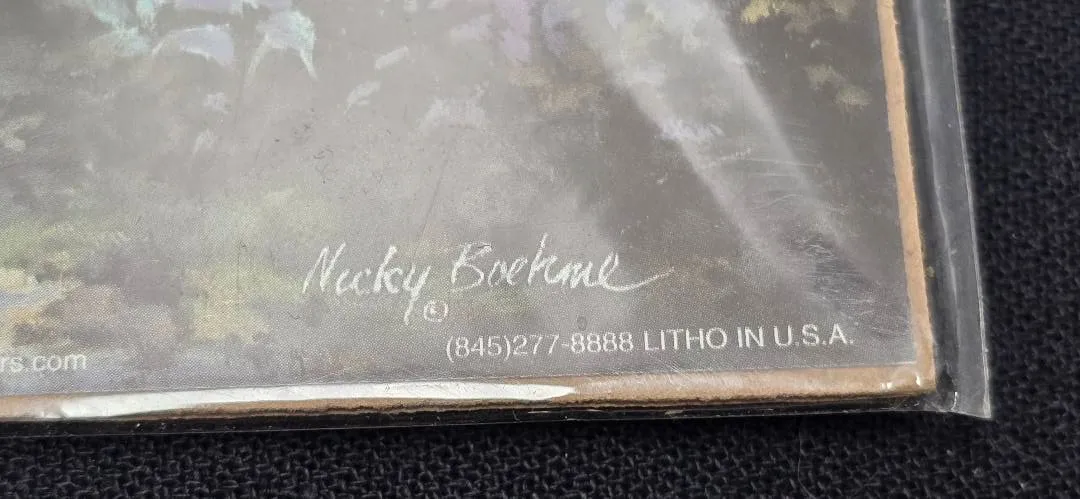 Nicky Boehme
©
(845)277-8888 LITHO IN U.S.A.
rs.com